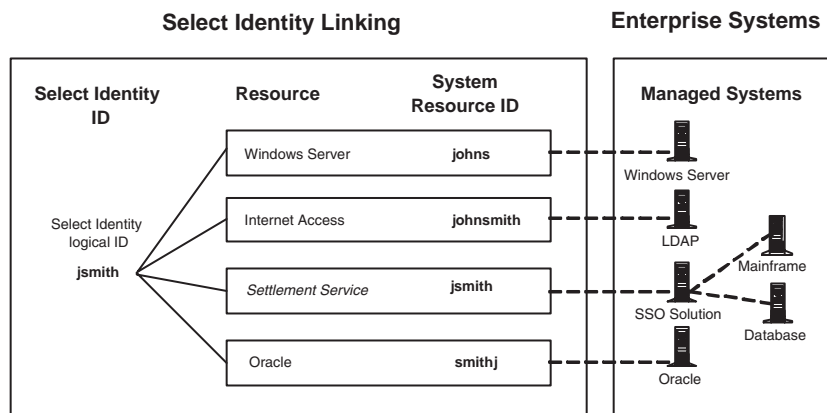 Select Identity Linking
Enterprise Systems
Select Identity
ID
Resource
System
Resource ID
Managed Systems
Windows Server
johns
Windows Server
Select Identity
logical ID
jsmith
Internet Access
johnsmith
LDAP
Mainframe
Settlement Service
jsmith
SSO Solution
Database
Oracle
smithj
Oracle